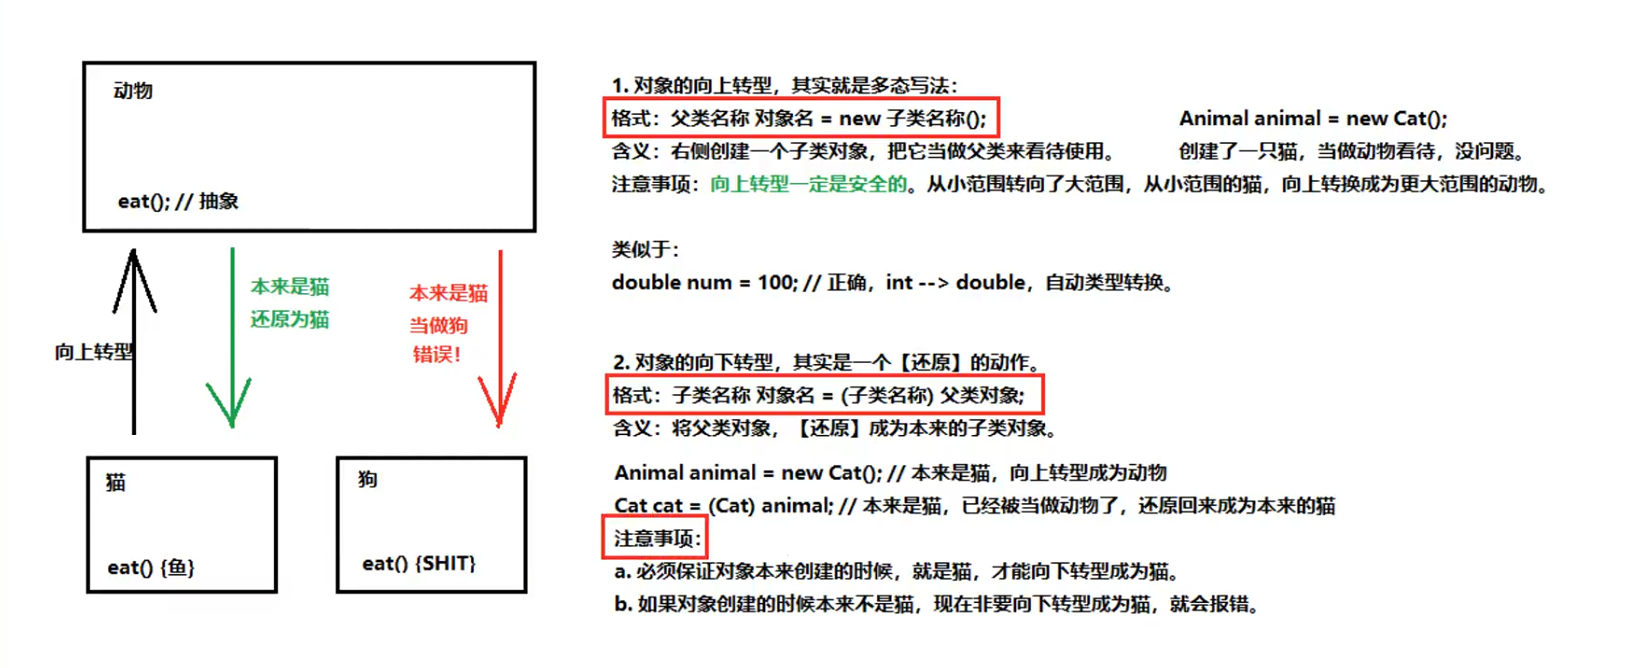 动物
eat(); // 抽象
本来是猫
还原为猫
本来是猫
当做狗
错误！
向上转型
猫
eat() {鱼}
狗
eat() {SHIT}
1. 对象的向上转型，其实就是多态写法：
格式：父类名称 对象名 = new 子类名称();
Animal animal = new Cat();
含义：右侧创建一个子类对象，把它当做父类来看待使用。
创建了一只猫，当做动物看待，没问题。
注意事项：向上转型一定是安全的。从小范围转向了大范围，从小范围的猫，向上转换成为更大范围的动物。
类似于：
double num = 100; // 正确，int --> double，自动类型转换。
2. 对象的向下转型，其实是一个【还原】的动作。
格式：子类名称 对象名 = (子类名称) 父类对象;
含义：将父类对象，【还原】成为本来的子类对象。
Animal animal = new Cat(); // 本来是猫，向上转型成为动物
Cat cat = (Cat) animal; // 本来是猫，已经被当做动物了，还原回来成为本来的猫
注意事项：
a. 必须保证对象本来创建的时候，就是猫，才能向下转型成为猫。
b. 如果对象创建的时候本来不是猫，现在非要向下转型成为猫，就会报错。